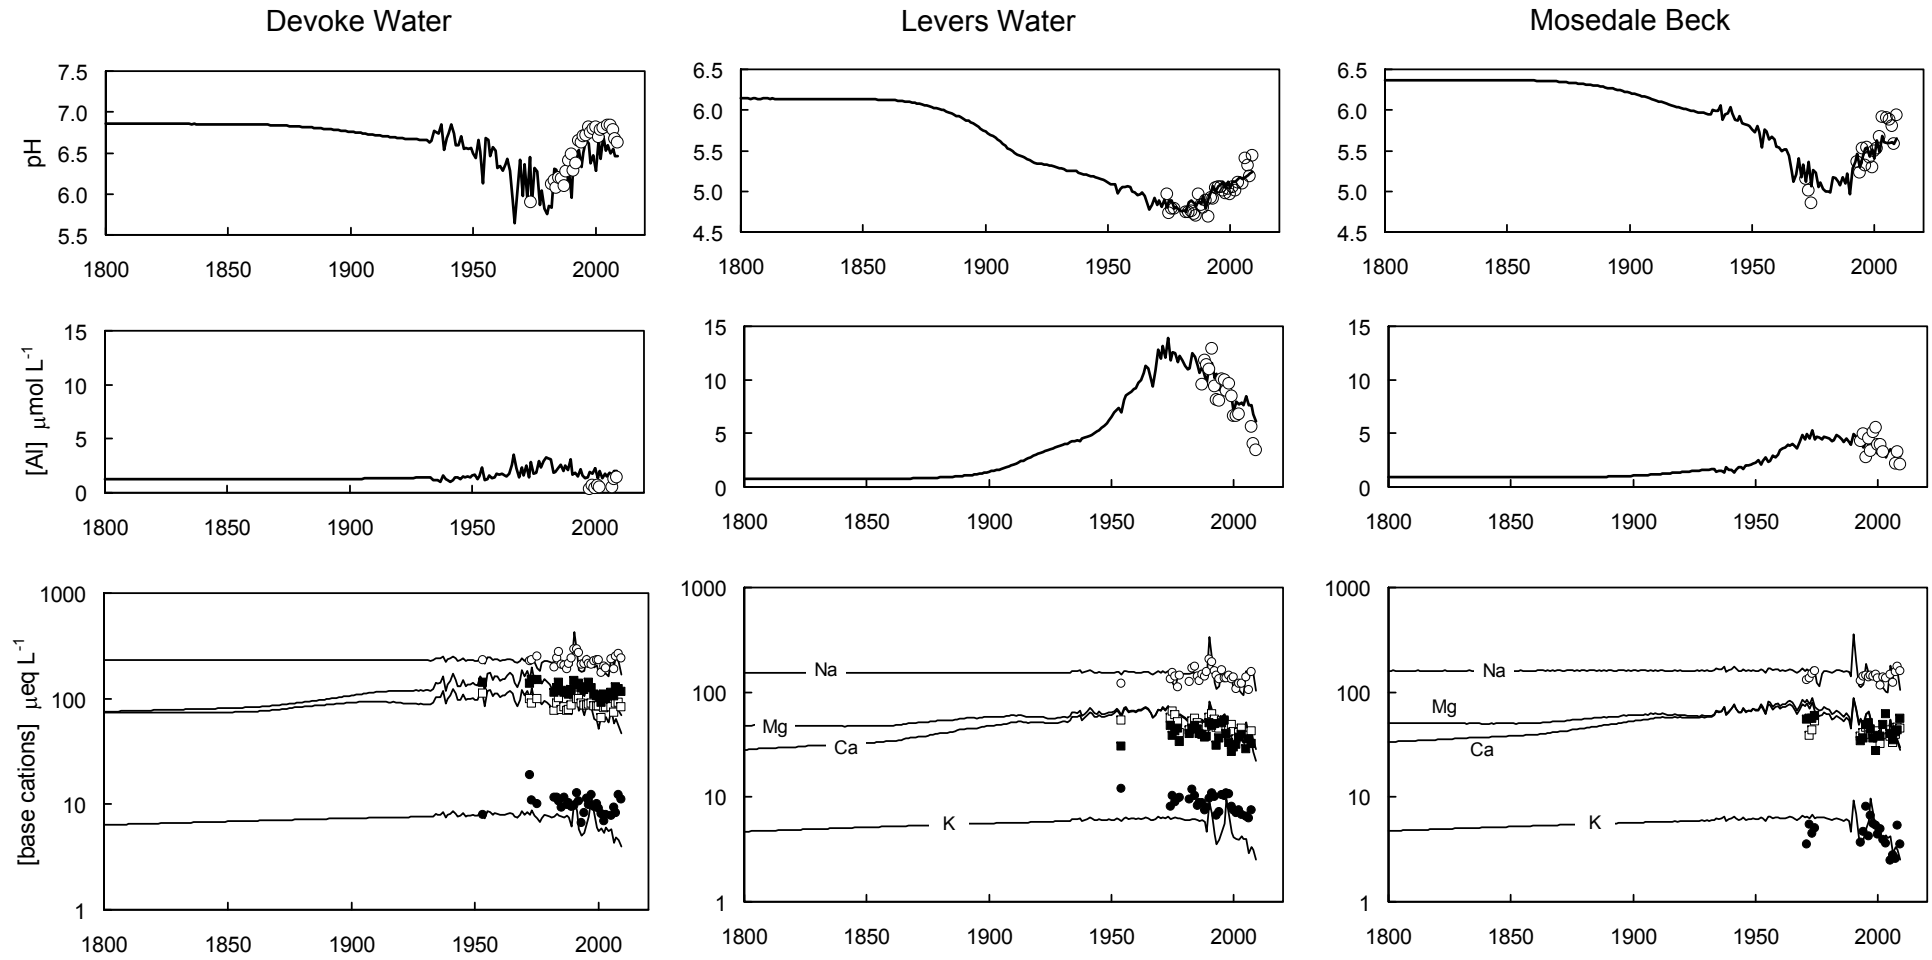 Devoke Water
Levers Water
Mosedale Beck
pH
7.5
7.0
6.5
6.0
5.5
1800 1850 1900 1950 2000
6.5
6.0
5.5
5.0
4.5
1800 1850 1900 1950 2000
6.5
6.0
5.5
5.0
4.5
1800 1850 1900 1950 2000
[Al] μmol L⁻¹
15
10
5
0
1800 1850 1900 1950 2000
15
10
5
0
1800 1850 1900 1950 2000
15
10
5
0
1800 1850 1900 1950 2000
[base cations] μeq L⁻¹
1000
100
10
1
1800 1850 1900 1950 2000
1000
100
10
1
Na
Mg
Ca
K
1800 1850 1900 1950 2000
1000
100
10
1
Na
Mg
Ca
K
1800 1850 1900 1950 2000